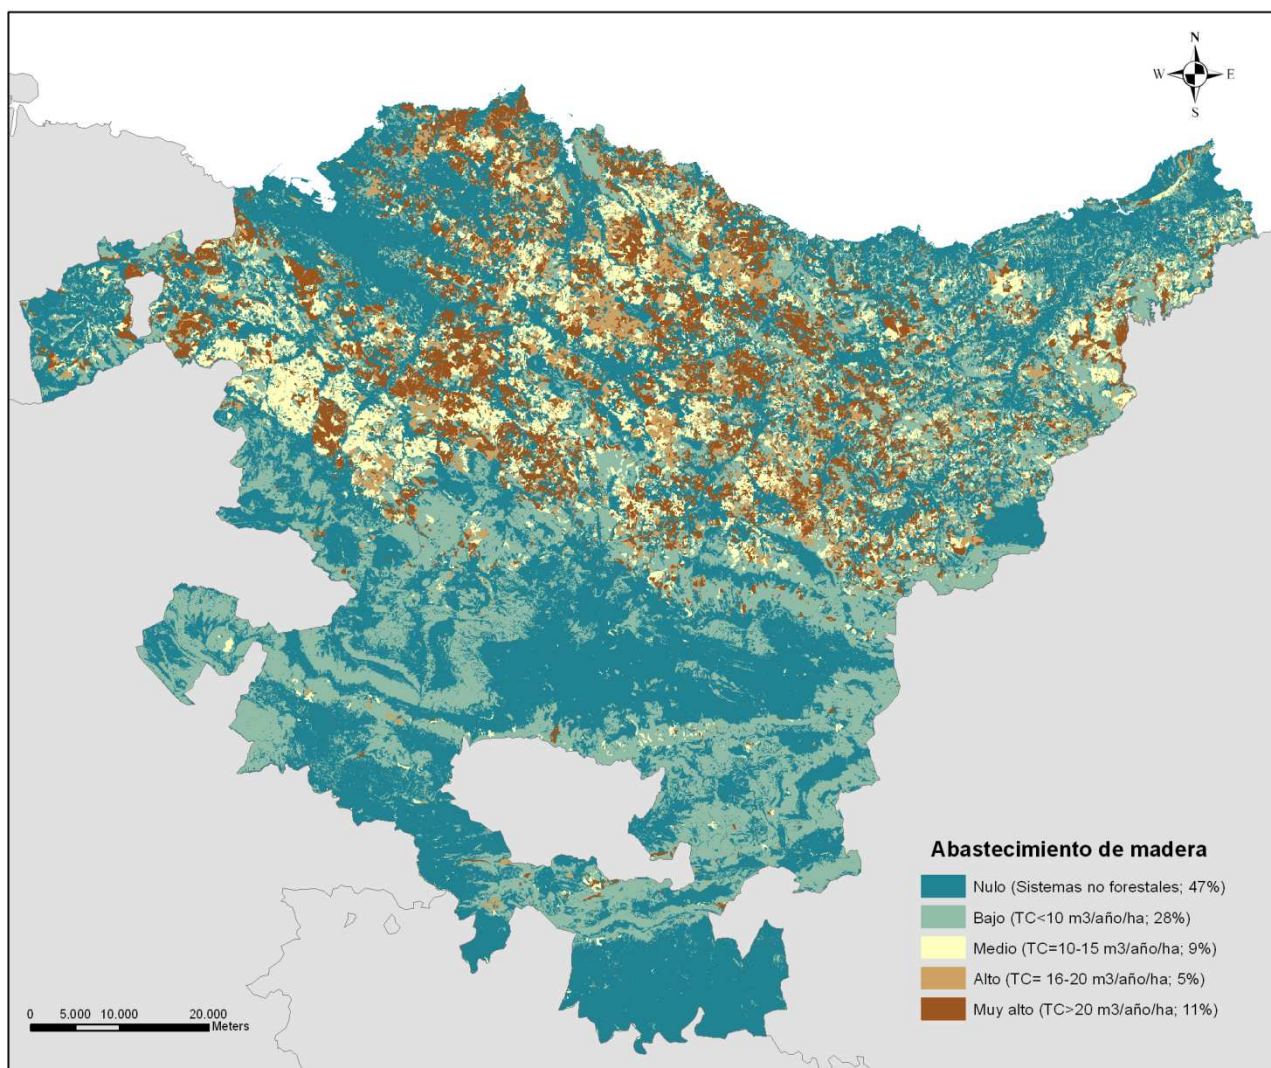 N
W E
S
Abastecimiento de madera
Nulo (Sistemas no forestales; 47%)
Bajo (TC<10 m3/año/ha; 28%)
Medio (TC=10-15 m3/año/ha; 9%)
Alto (TC= 16-20 m3/año/ha; 5%)
Muy alto (TC>20 m3/año/ha; 11%)
0 5.000 10.000 20.000
Meters